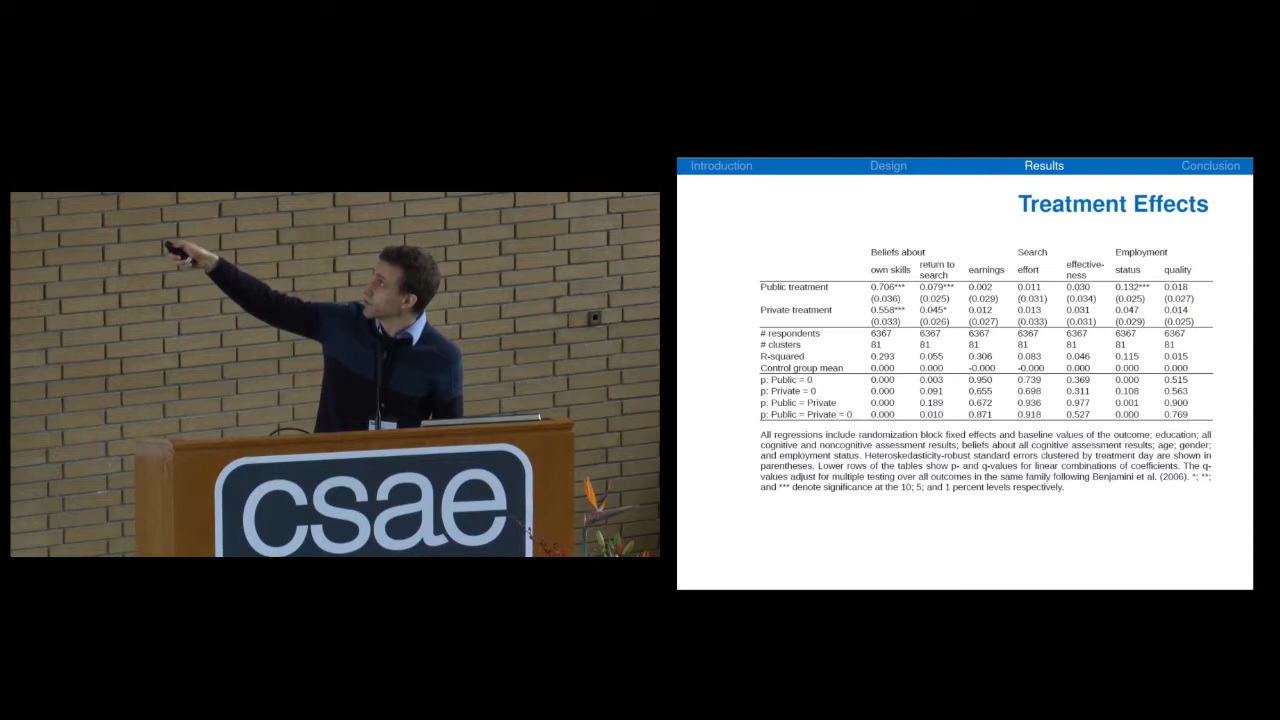 csae
Introduction Design Results Conclusion
Treatment Effects
Beliefs about Search Employment
own skills return to search earnings effort effective-ness status quality
Public treatment 0.706*** 0.079*** 0.002 0.011 0.030 0.132*** 0.018
(0.036) (0.025) (0.029) (0.031) (0.034) (0.025) (0.027)
Private treatment 0.558*** 0.045* 0.012 0.013 0.031 0.047 0.014
(0.033) (0.026) (0.027) (0.033) (0.031) (0.029) (0.025)
# respondents 6367 6367 6367 6367 6367 6367 6367
# clusters 81 81 81 81 81 81 81
R-squared 0.293 0.055 0.306 0.083 0.046 0.115 0.015
Control group mean 0.000 0.000 -0.000 -0.000 0.000 0.000 0.000
p: Public = 0 0.000 0.003 0.950 0.739 0.369 0.000 0.515
p: Private = 0 0.000 0.091 0.655 0.698 0.311 0.108 0.563
p: Public = Private 0.000 0.189 0.672 0.936 0.977 0.001 0.900
p: Public = Private = 0 0.000 0.010 0.871 0.918 0.527 0.000 0.769
All regressions include randomization block fixed effects and baseline values of the outcome; education; all
cognitive and noncognitive assessment results; beliefs about all cognitive assessment results; age; gender;
and employment status. Heteroskedasticity-robust standard errors clustered by treatment day are shown in
parentheses. Lower rows of the tables show p- and q-values for linear combinations of coefficients. The q-
values adjust for multiple testing over all outcomes in the same family following Benjamini et al. (2006). *; **;
and *** denote significance at the 10; 5; and 1 percent levels respectively.